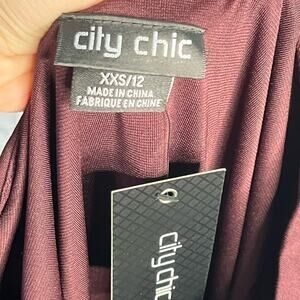 city chic
XXS/12
MADE IN CHINA
FABRIQUE EN CHINE
city chic